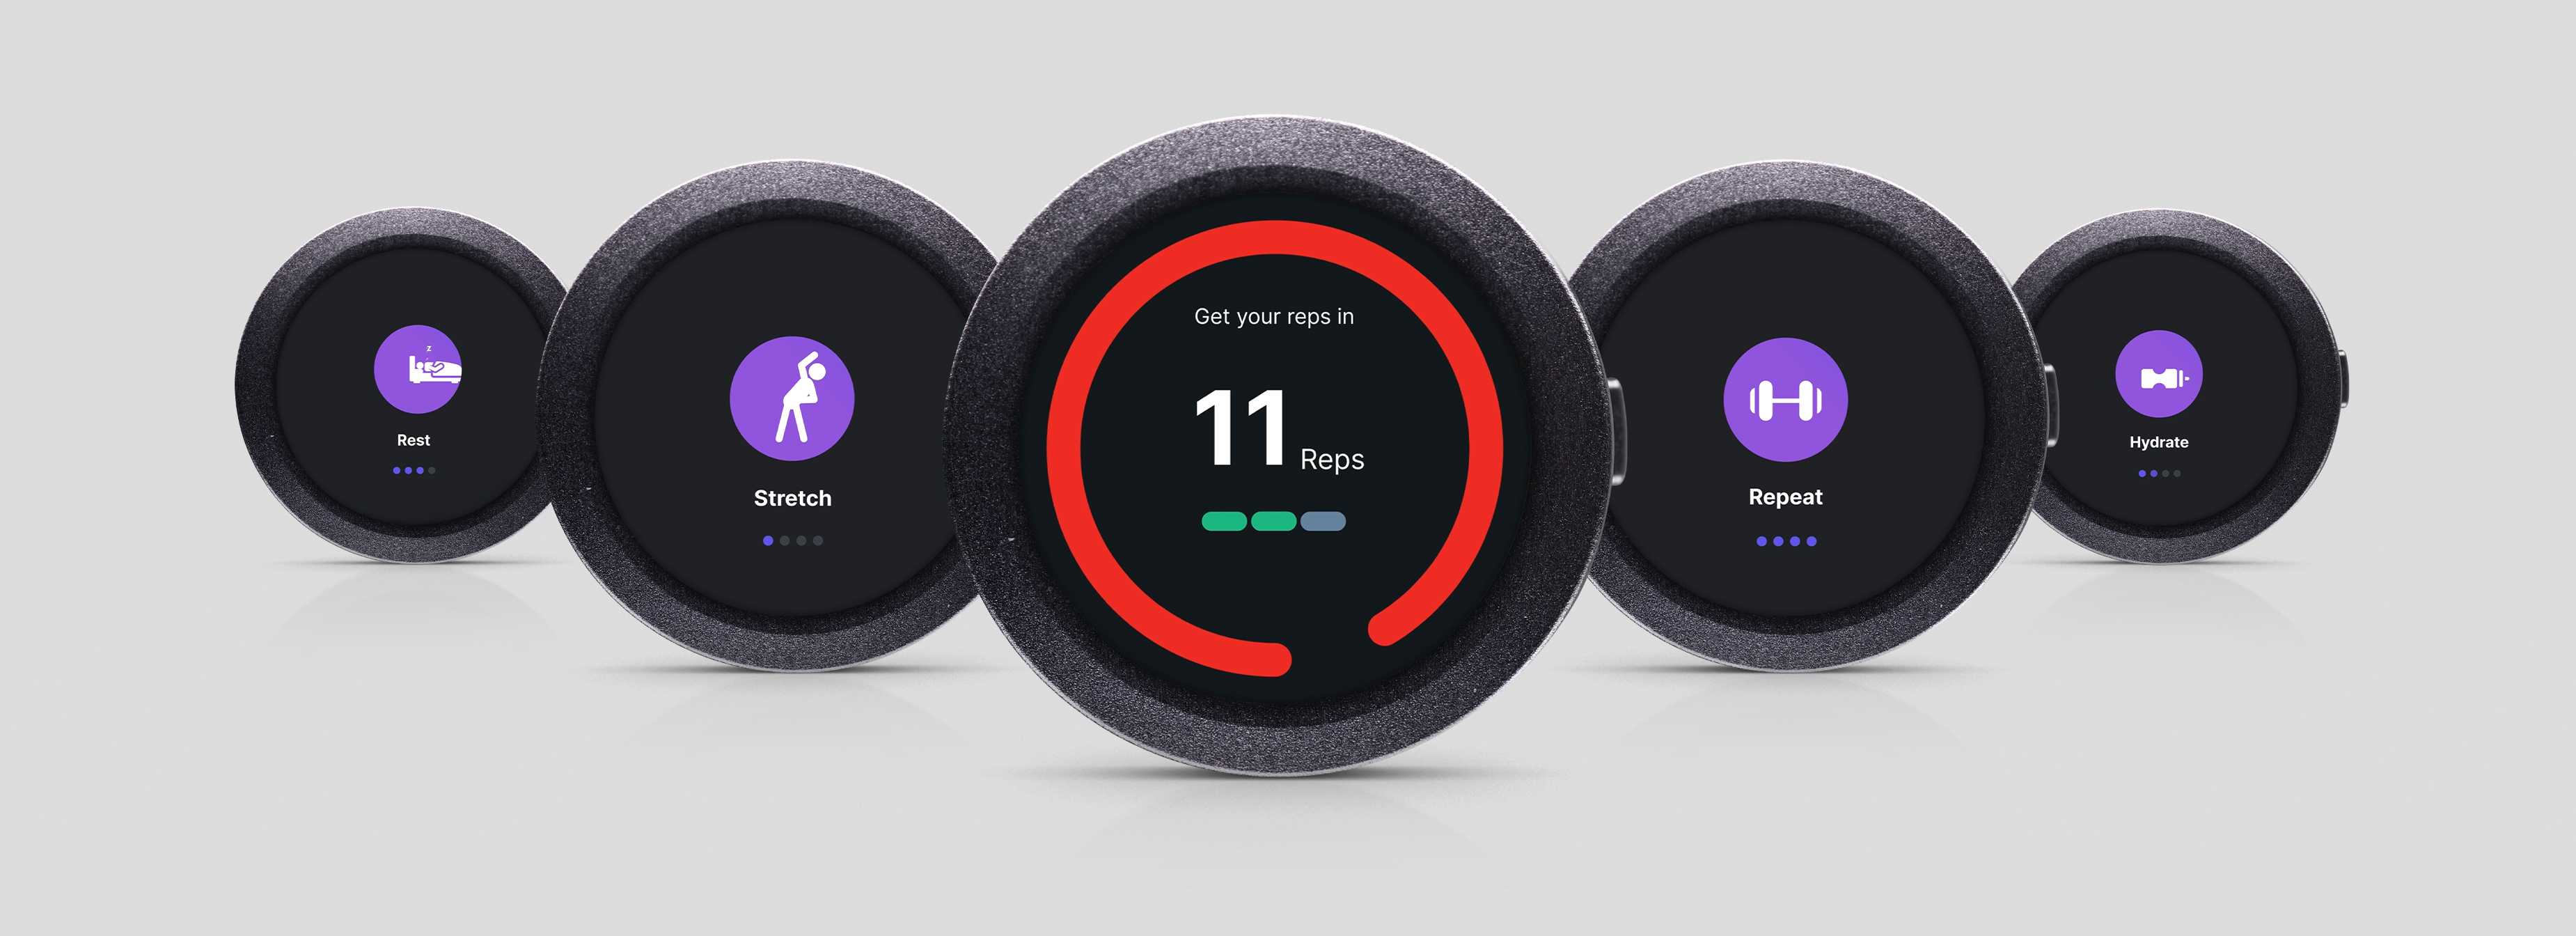 z
Rest
Stretch
Get your reps in
11 Reps
Repeat
Hydrate